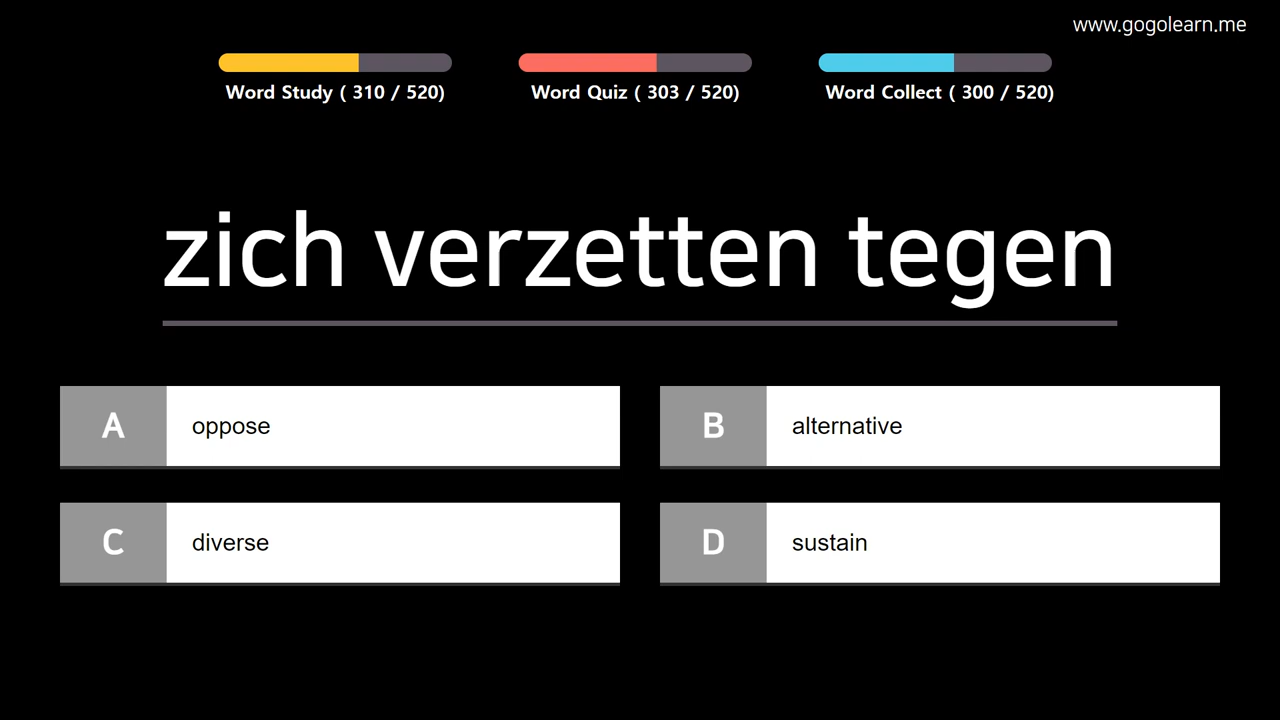 www.gogolearn.me
Word Study ( 310 / 520)
Word Quiz ( 303 / 520)
Word Collect ( 300 / 520)
zich verzetten tegen
A oppose
B alternative
C diverse
D sustain